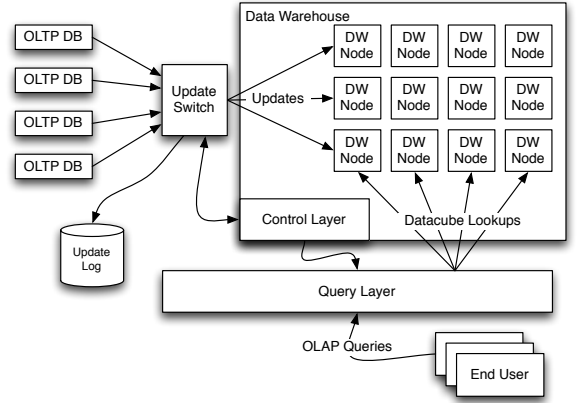 OLTP DB
OLTP DB
OLTP DB
OLTP DB
Update
Switch
Update
Log
Data Warehouse
DW
Node
DW
Node
DW
Node
DW
Node
Updates
DW
Node
DW
Node
DW
Node
DW
Node
DW
Node
DW
Node
DW
Node
DW
Node
Control Layer
Datacube Lookups
Query Layer
OLAP Queries
End User